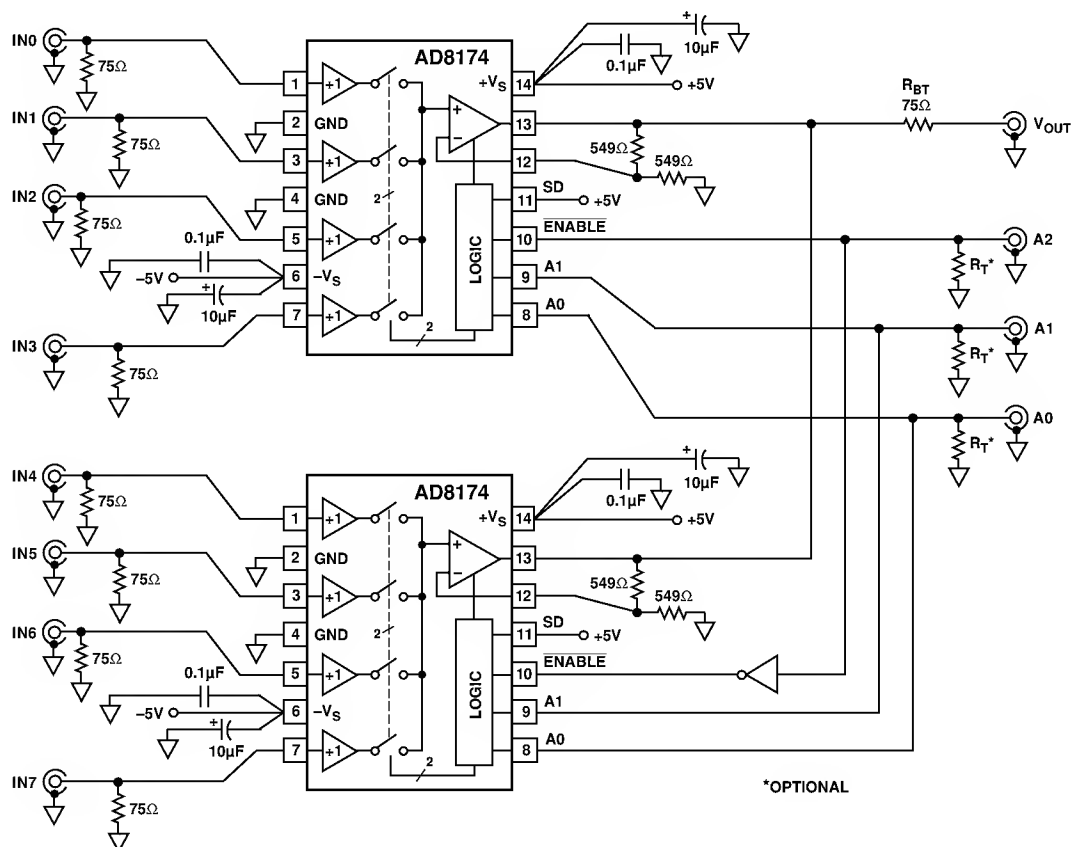 IN0
75Ω
IN1
75Ω
IN2
75Ω
0.1µF
–5V
10µF
IN3
75Ω
AD8174
1
+1
2
GND
3
+1
4
GND
5
+1
6
–VS
7
+1
2
2
LOGIC
+
–
+VS
14
13
12
11
SD
10
ENABLE
9
A1
8
A0
+
10µF
0.1µF
+5V
549Ω
549Ω
+5V
RBT
75Ω
VOUT
A2
RT*
A1
RT*
A0
RT*
+
IN4
75Ω
IN5
75Ω
IN6
75Ω
0.1µF
–5V
+
10µF
IN7
75Ω
AD8174
1
+1
2
GND
3
+1
4
GND
5
+1
6
–VS
7
+1
2
2
LOGIC
+
–
+VS
14
13
12
11
SD
10
ENABLE
9
A1
8
A0
+
10µF
0.1µF
+5V
549Ω
549Ω
+5V
*OPTIONAL